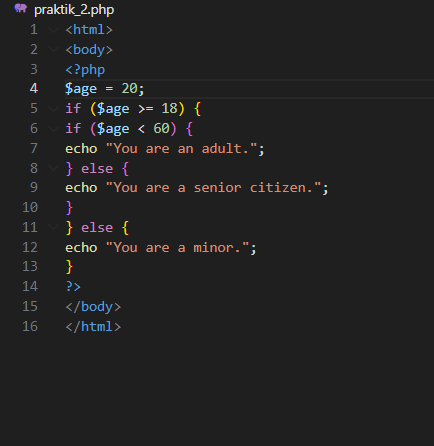 praktik_2.php
1 <html>
2 <body>
3 <?php
4 $age = 20;
5 if ($age >= 18) {
6 if ($age < 60) {
7 echo "You are an adult.";
8 } else {
9 echo "You are a senior citizen.";
10 }
11 } else {
12 echo "You are a minor.";
13 }
14 ?>
15 </body>
16 </html>